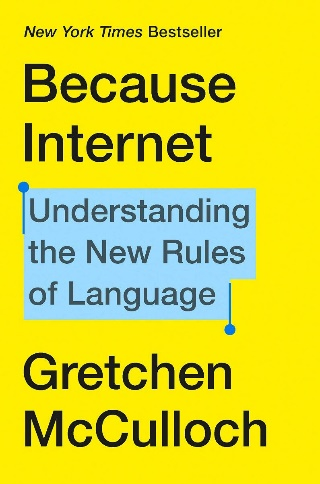 New York Times Bestseller
Because
Internet
Understanding
the New Rules
of Language
Gretchen
McCulloch